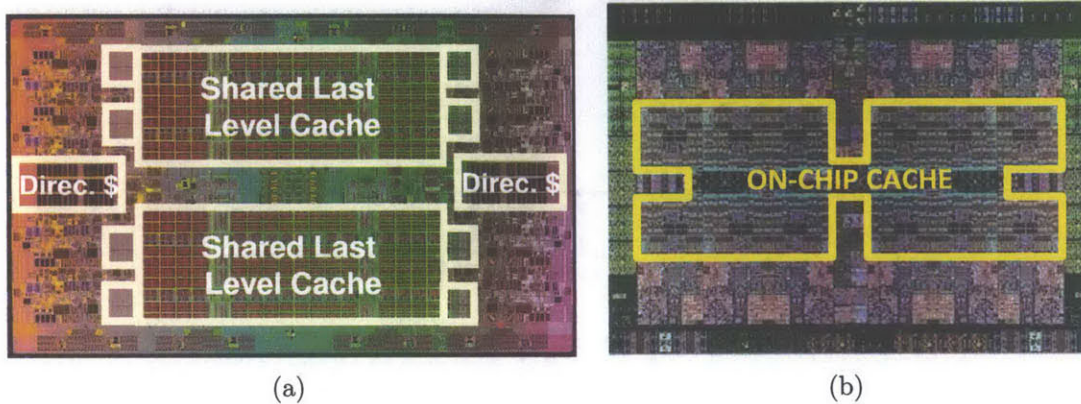 Shared Last
Level Cache
Direc. $
Direc. $
Shared Last
Level Cache
ON-CHIP CACHE
(a)
(b)